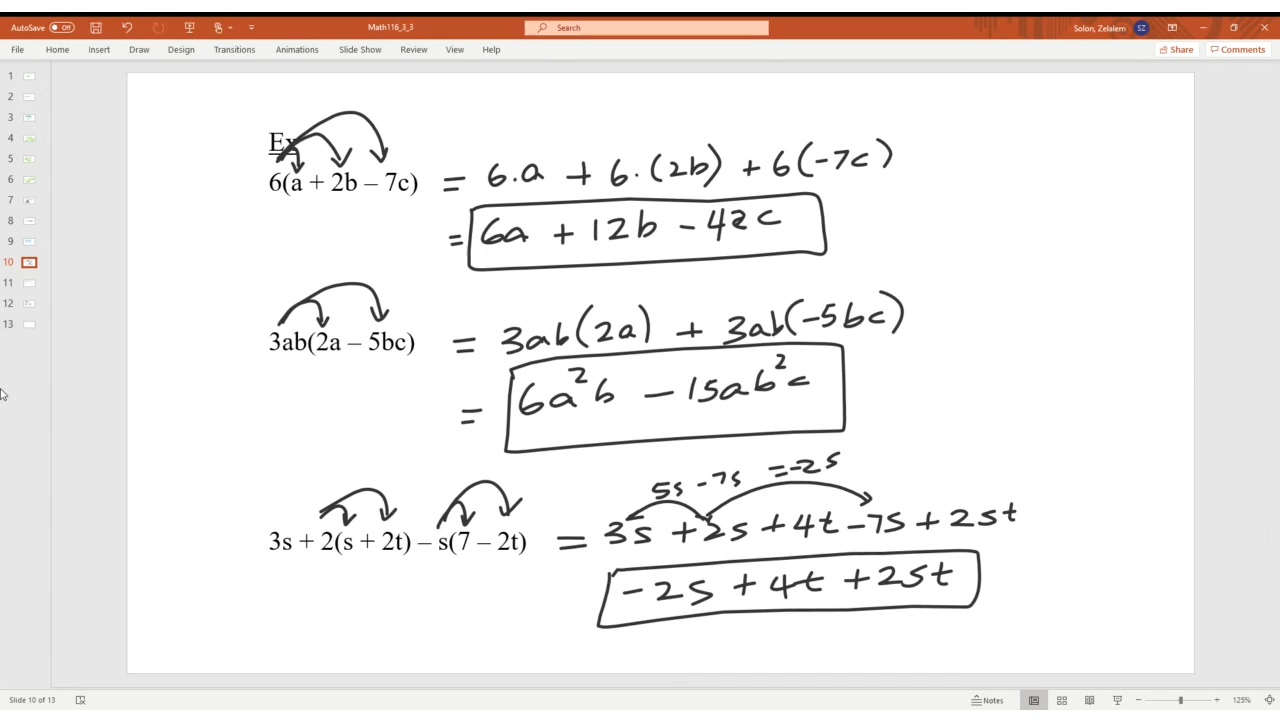 AutoSave Off Math116_3_3 Search Solon, Zelalem SZ
File Home Insert Draw Design Transitions Animations Slide Show Review View Help Share Comments
1
2
3
4
5
6
7
8
9
10
11
12
13
Ex
6(a + 2b – 7c) = 6·a + 6·(2b) + 6(-7c)
= 6a + 12b - 42c
3ab(2a – 5bc) = 3ab(2a) + 3ab(-5bc)
= 6a²b - 15ab²c
5s - 7s = -2s
3s + 2(s + 2t) – s(7 – 2t) = 3s + 2s + 4t - 7s + 2st
-2s + 4t + 2st
Slide 10 of 13 Notes 125%